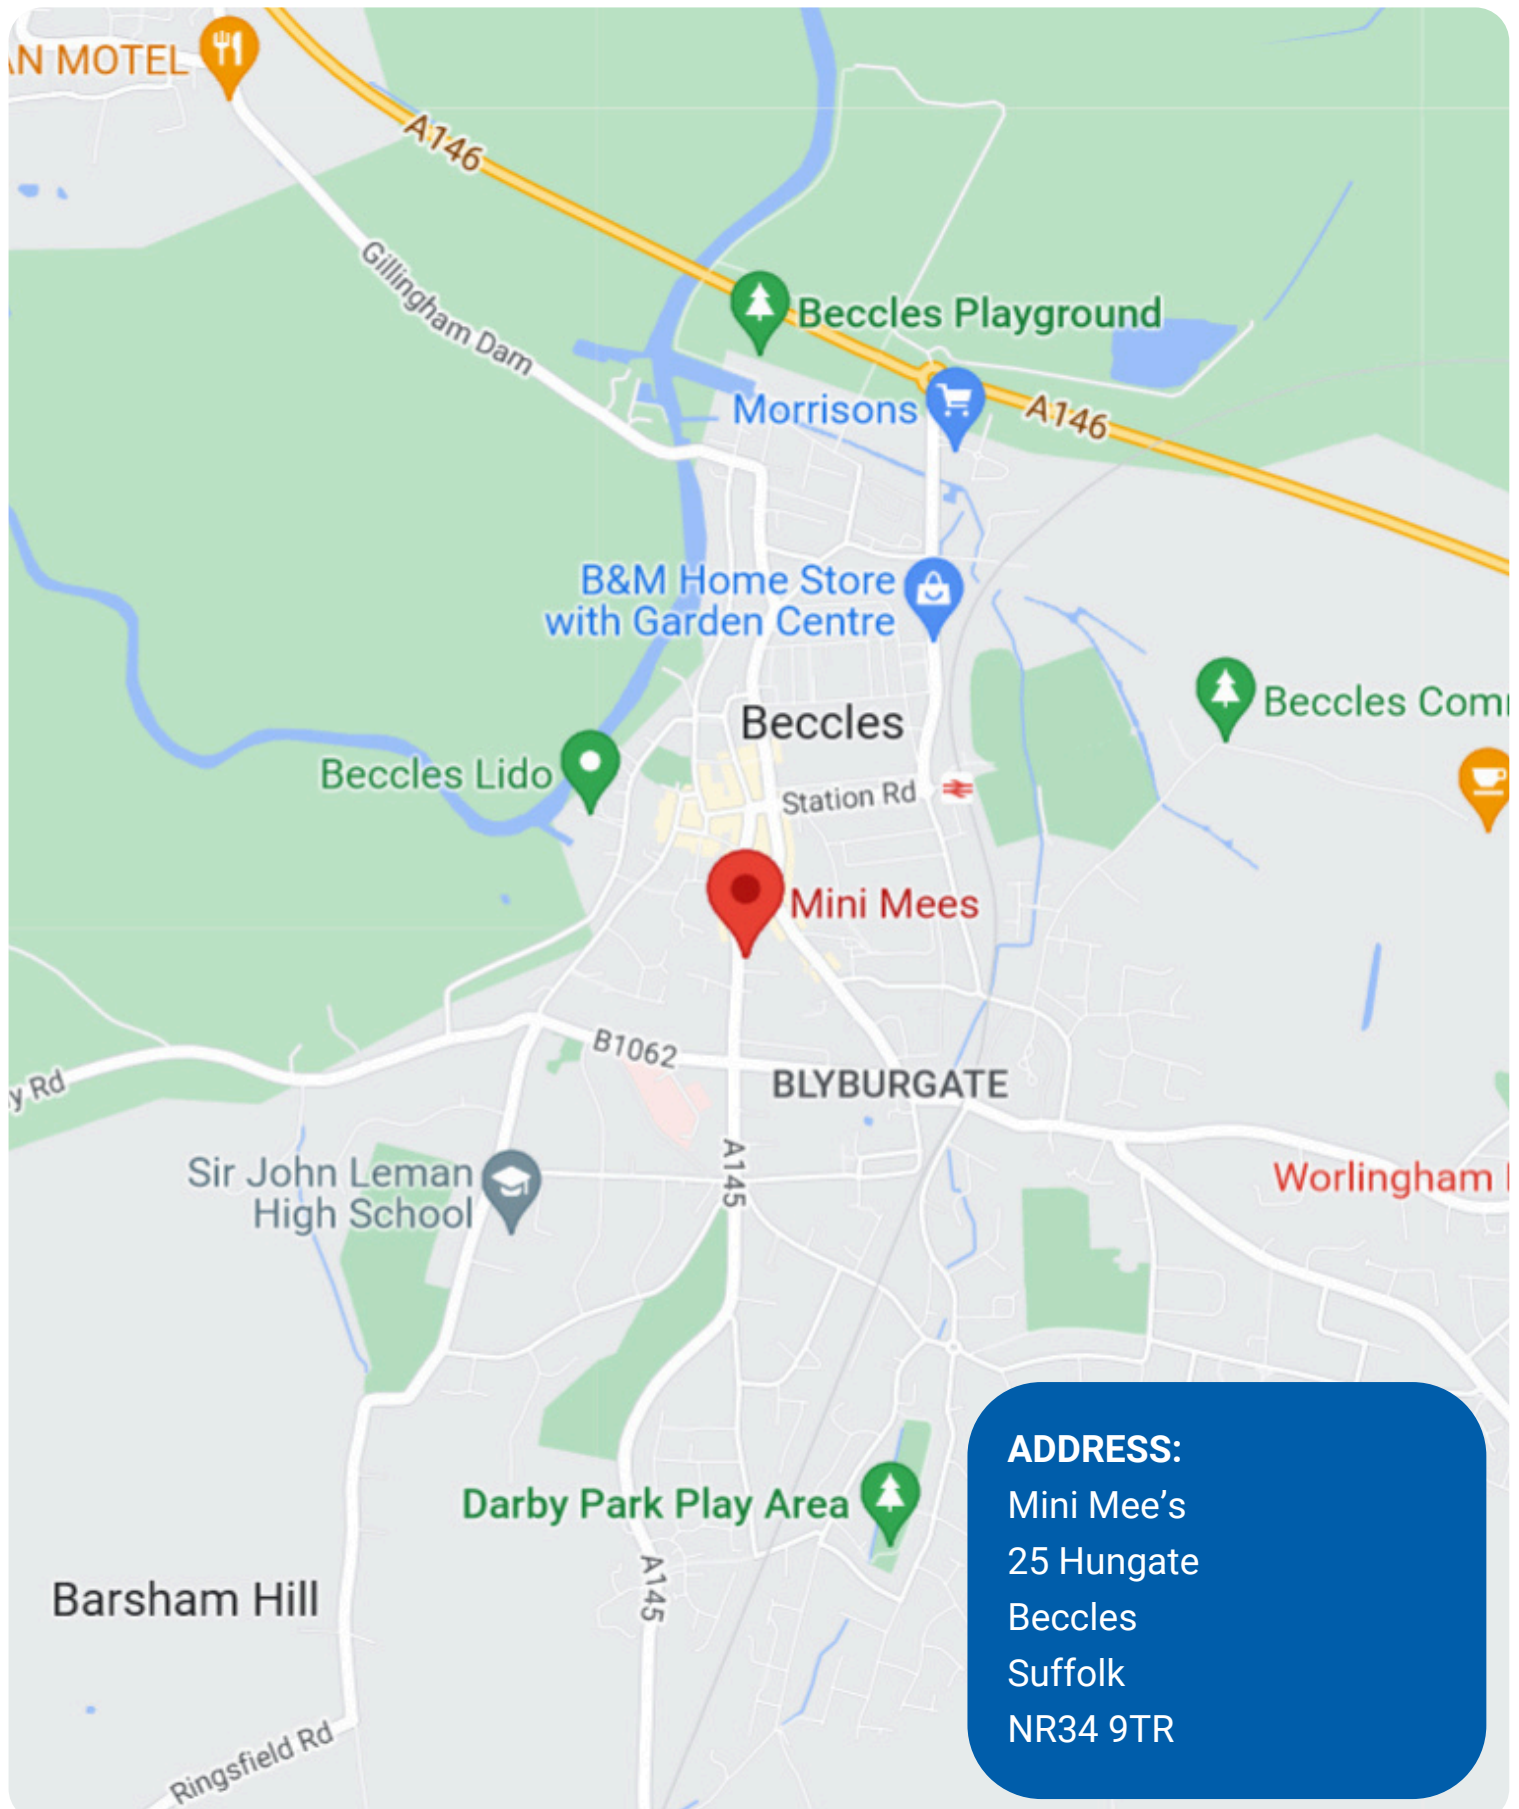 AN MOTEL
A146
Gillingham Dam
Beccles Playground
Morrisons
A146
B&M Home Store
with Garden Centre
Beccles
Beccles Com
Beccles Lido
Station Rd
Mini Mees
B1062
BLYBURGATE
y Rd
A145
Sir John Leman
High School
Worlingham
Darby Park Play Area
A145
Barsham Hill
Ringsfield Rd
ADDRESS:
Mini Mee’s
25 Hungate
Beccles
Suffolk
NR34 9TR